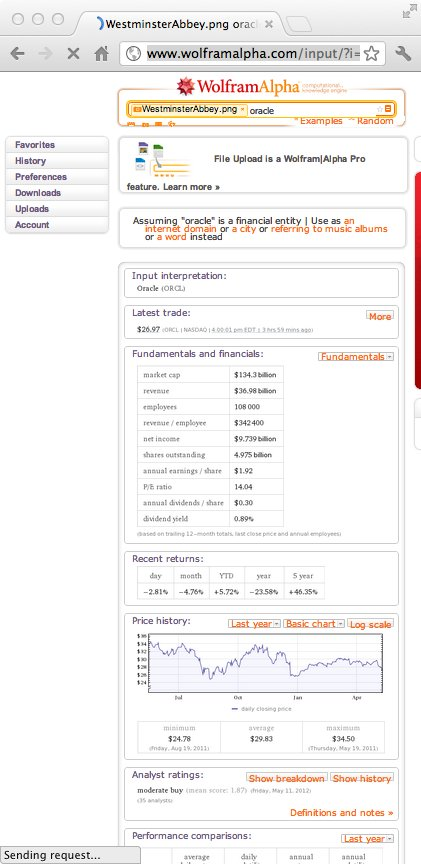 WestminsterAbbey.png orac
www.wolframalpha.com/input/?i=
WolframAlpha computational... knowledge engine
WestminsterAbbey.png × oracle
Examples Random
Favorites
History
Preferences
Downloads
Uploads
Account
File Upload is a Wolfram|Alpha Pro
feature. Learn more »
Assuming "oracle" is a financial entity | Use as an
internet domain or a city or referring to music albums
or a word instead
Input interpretation:
Oracle (ORCL)
Latest trade:
More
$26.97 (ORCL | NASDAQ | 4:00:01 pm EDT | 3 hrs 59 mins ago)
Fundamentals and financials:
Fundamentals
market cap $134.3 billion
revenue $36.98 billion
employees 108 000
revenue / employee $342 400
net income $9.739 billion
shares outstanding 4.975 billion
annual earnings / share $1.92
P/E ratio 14.04
annual dividends / share $0.30
dividend yield 0.89%
(based on trailing 12-month totals, last close price and annual employees)
Recent returns:
day month YTD year 5 year
−2.81% −4.76% +5.72% −23.58% +46.35%
Price history:
Last year Basic chart Log scale
$36
$34
$32
$30
$28
$26
$24
Jul Oct Jan Apr
daily closing price
minimum average maximum
$24.78 $29.83 $34.50
(Friday, Aug 19, 2011) (Thursday, May 19, 2011)
Analyst ratings:
Show breakdown Show history
moderate buy (mean score: 1.87) (Friday, May 11, 2012)
(35 analysts)
Definitions and notes »
Performance comparisons:
Last year
Sending request...
average annual annual